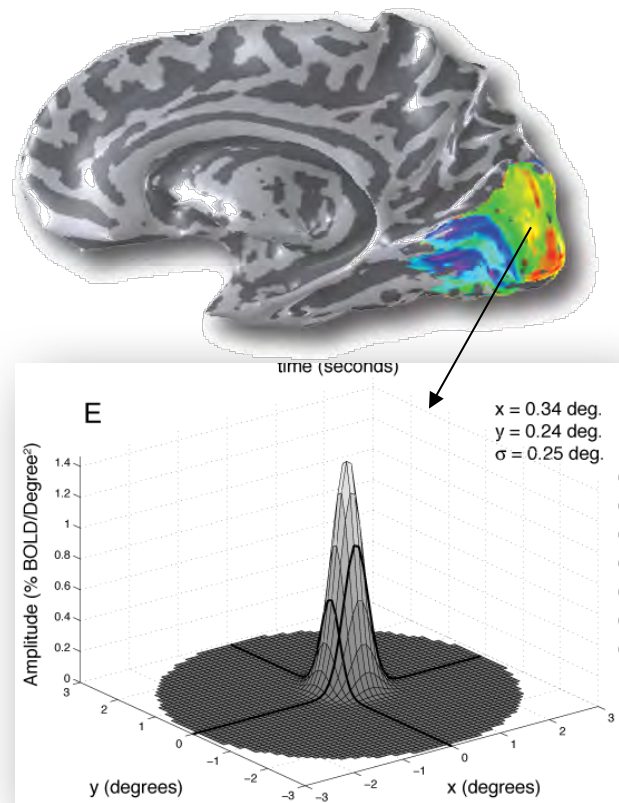 time (seconds)
E
x = 0.34 deg.
y = 0.24 deg.
σ = 0.25 deg.
Amplitude (% BOLD/Degree²)
1.4
1.2
1
0.8
0.6
0.4
0.2
0
3
2
1
0
−1
−2
−3
y (degrees)
−3
−2
−1
0
1
2
3
x (degrees)